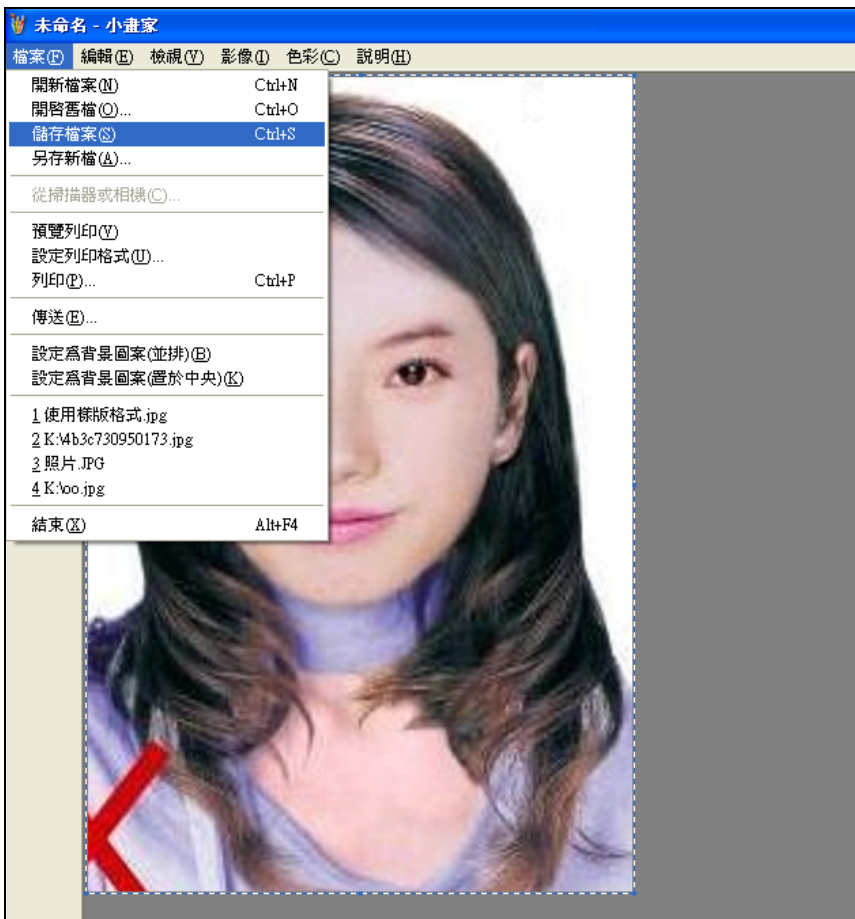 未命名 - 小畫家
檔案(F) 編輯(E) 檢視(V) 影像(I) 色彩(C) 說明(H)
開新檔案(N) Ctrl+N
開啓舊檔(O)... Ctrl+O
儲存檔案(S) Ctrl+S
另存新檔(A)...
從掃描器或相機(C)...
預覽列印(V)
設定列印格式(U)...
列印(P)... Ctrl+P
傳送(E)...
設定爲背景圖案(並排)(B)
設定爲背景圖案(置於中央)(K)
1 使用樣版格式.jpg
2 K:\4b3c730950173.jpg
3 照片.JPG
4 K:\oo.jpg
結束(X) Alt+F4